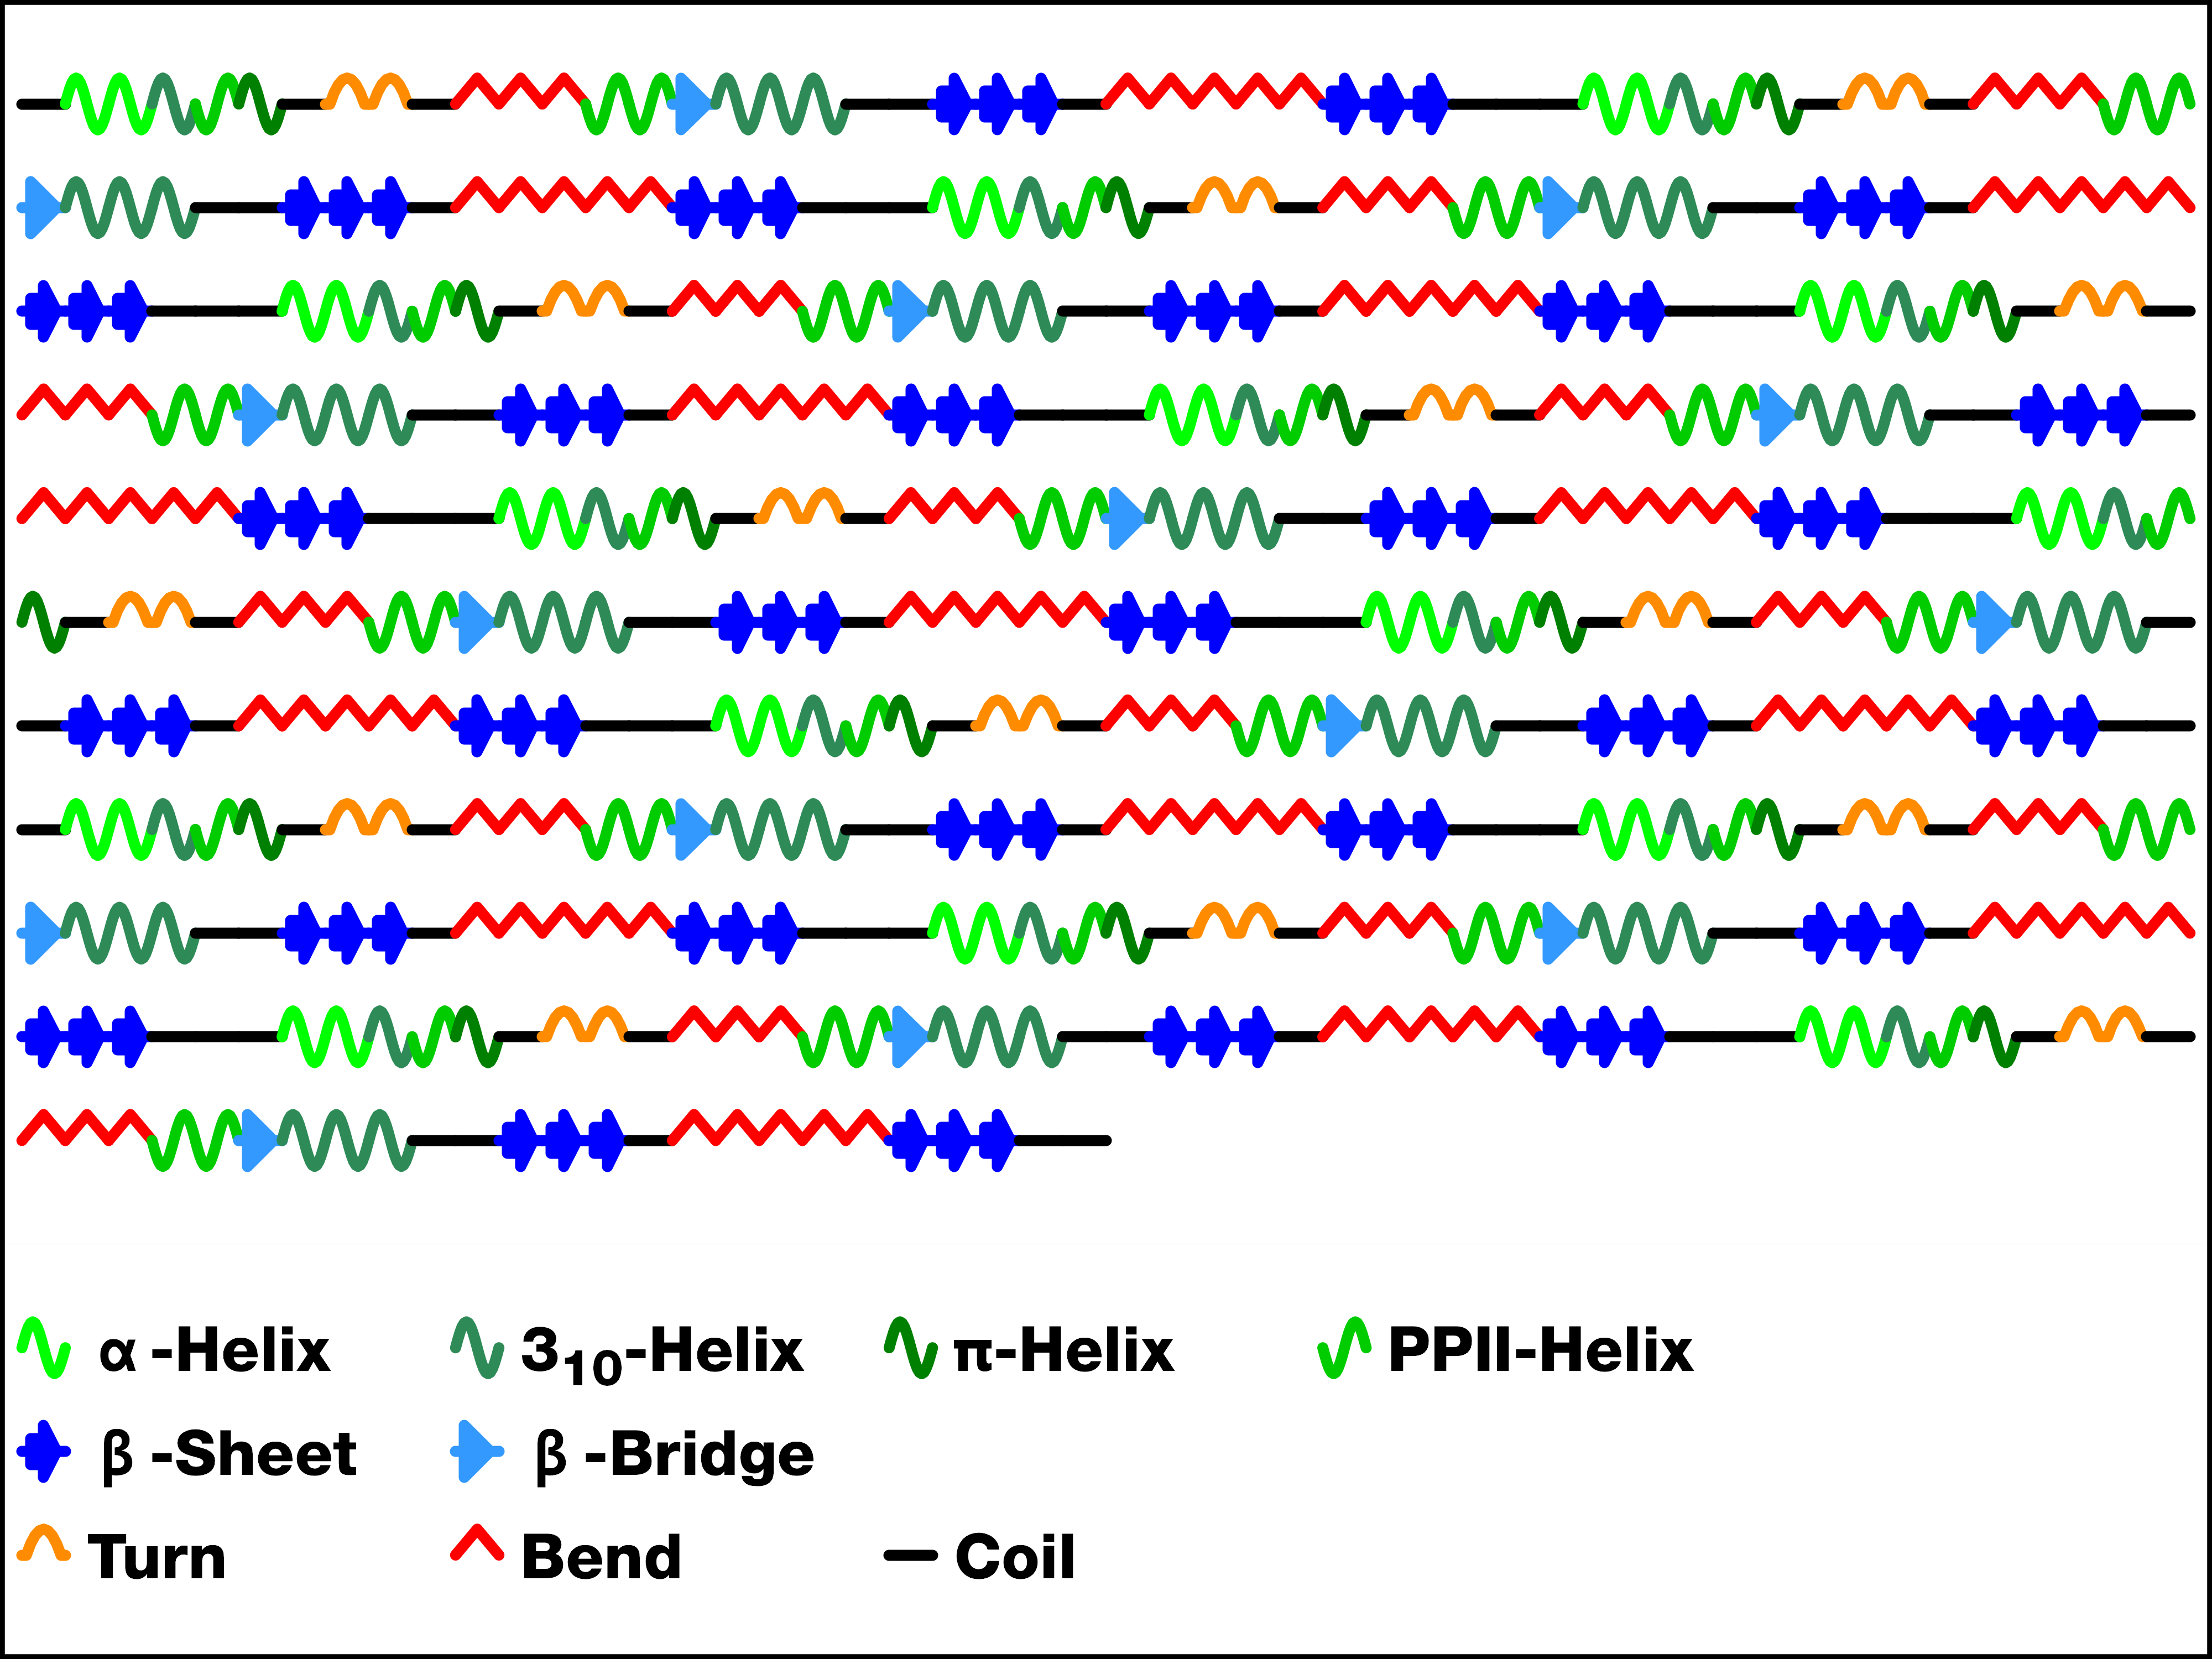 α -Helix 3₁₀-Helix π-Helix PPII-Helix
β -Sheet β -Bridge
Turn Bend Coil